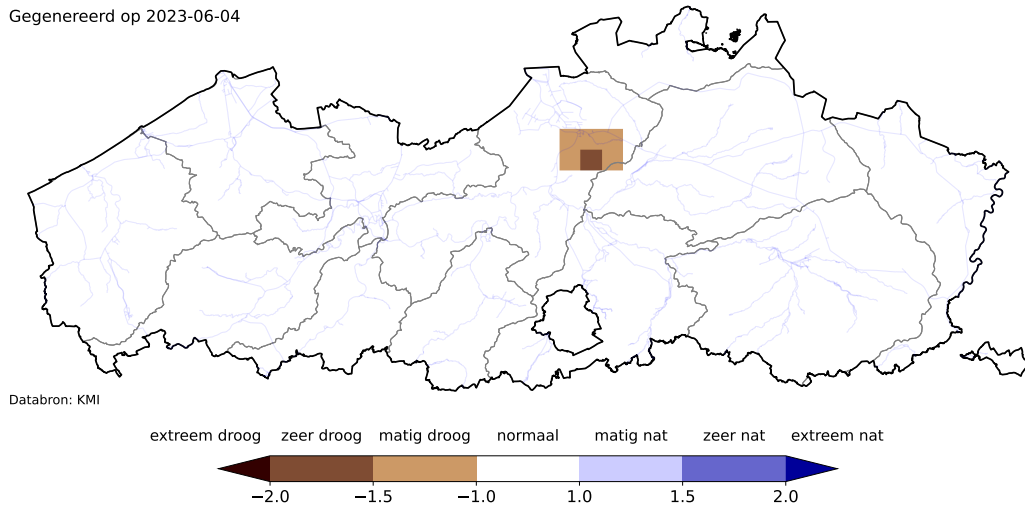 Gegenereerd op 2023-06-04
Databron: KMI
extreem droog zeer droog matig droog normaal matig nat zeer nat extreem nat
−2.0 −1.5 −1.0 1.0 1.5 2.0